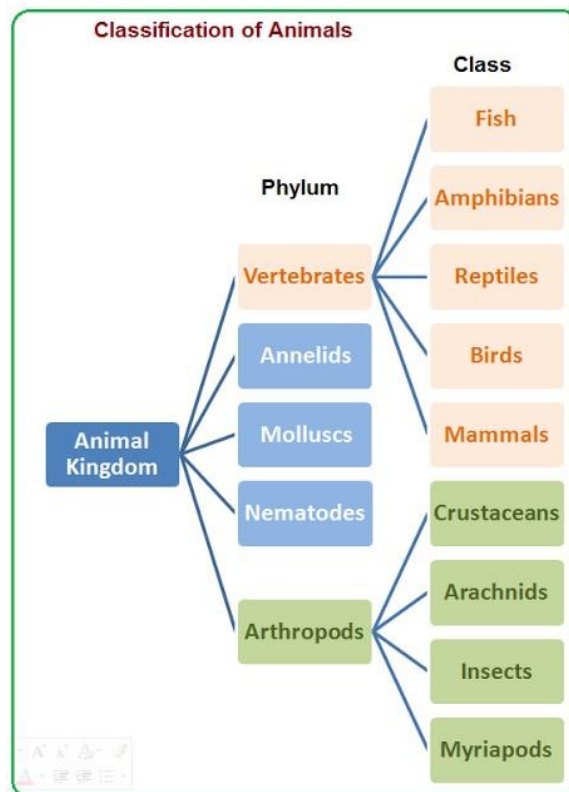 Classification of Animals
Class
Fish
Phylum
Amphibians
Vertebrates
Reptiles
Annelids
Birds
Animal
Kingdom
Molluscs
Mammals
Nematodes
Crustaceans
Arthropods
Arachnids
Insects
Myriapods